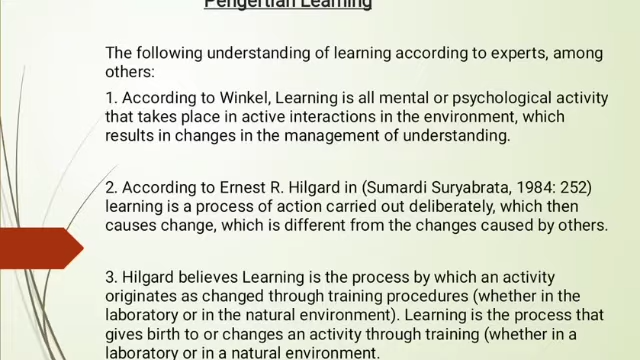 Pengertian Learning
The following understanding of learning according to experts, among
others:
1. According to Winkel, Learning is all mental or psychological activity
that takes place in active interactions in the environment, which
results in changes in the management of understanding.
2. According to Ernest R. Hilgard in (Sumardi Suryabrata, 1984: 252)
learning is a process of action carried out deliberately, which then
causes change, which is different from the changes caused by others.
3. Hilgard believes Learning is the process by which an activity
originates as changed through training procedures (whether in the
laboratory or in the natural environment). Learning is the process that
gives birth to or changes an activity through training (whether in a
laboratory or in a natural environment.